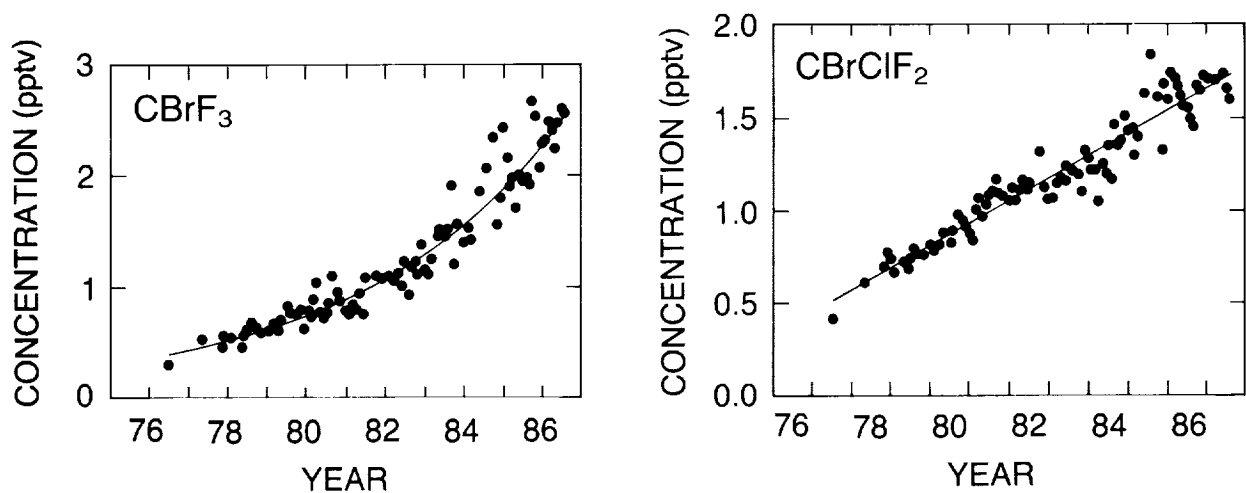 CONCENTRATION (pptv)
3
2
1
0
CBrF3
76 78 80 82 84 86
YEAR
CONCENTRATION (pptv)
2.0
1.5
1.0
0.5
0.0
CBrClF2
76 78 80 82 84 86
YEAR